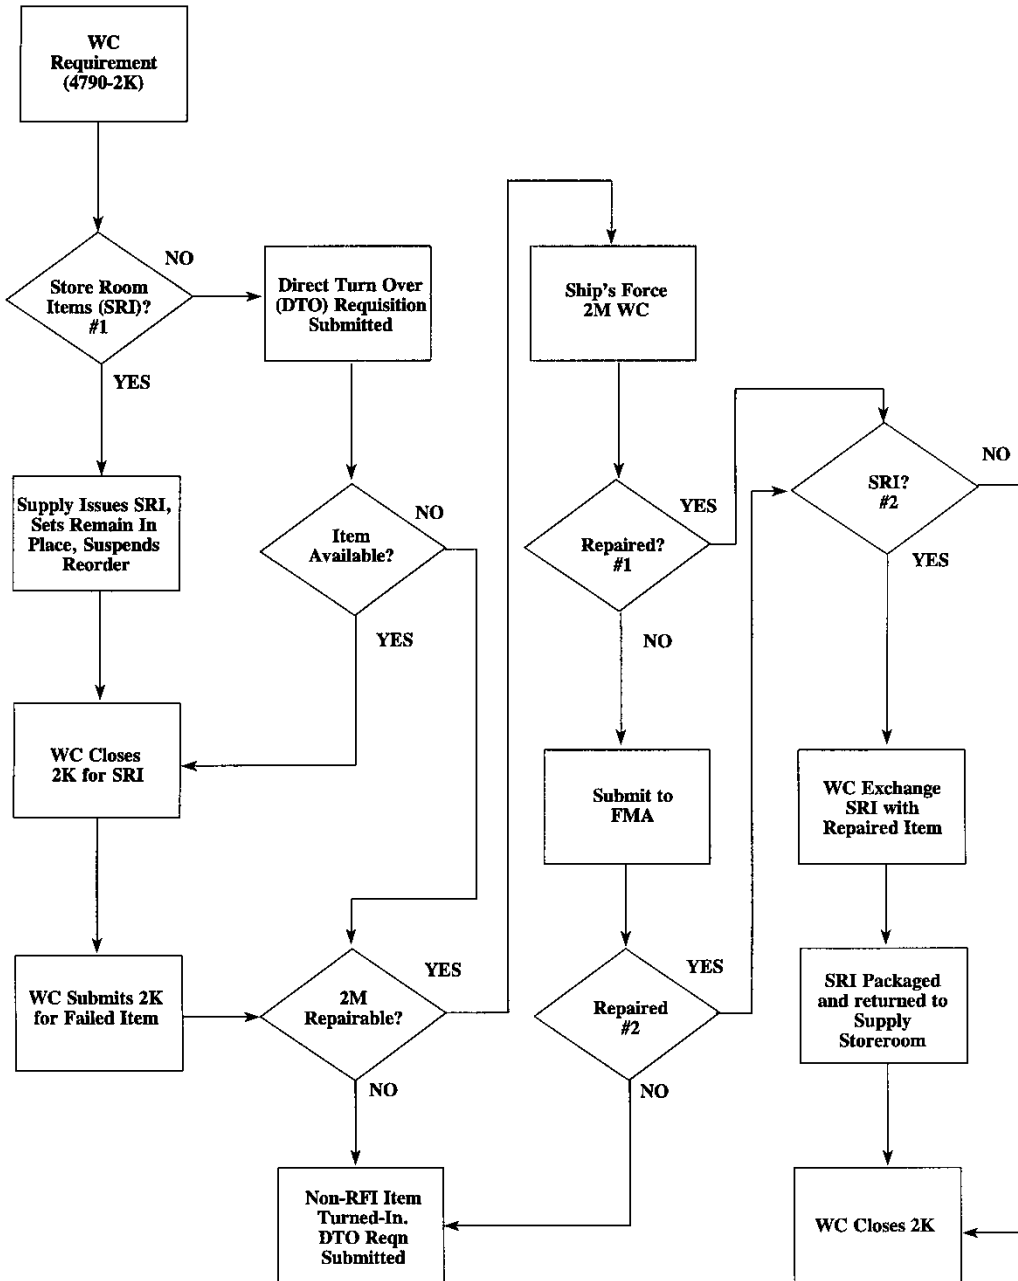 WC
Requirement
(4790-2K)
NO
Store Room
Items (SRI)?
#1
YES
Direct Turn Over
(DTO) Requisition
Submitted
Ship's Force
2M WC
Supply Issues SRI,
Sets Remain In
Place, Suspends
Reorder
NO
Item
Available?
YES
YES
Repaired?
#1
NO
NO
SRI?
#2
YES
WC Closes
2K for SRI
Submit to
FMA
WC Exchange
SRI with
Repaired Item
WC Submits 2K
for Failed Item
YES
2M
Repairable?
NO
YES
Repaired
#2
NO
SRI Packaged
and returned to
Supply
Storeroom
Non-RFI Item
Turned-In.
DTO Reqn
Submitted
WC Closes 2K